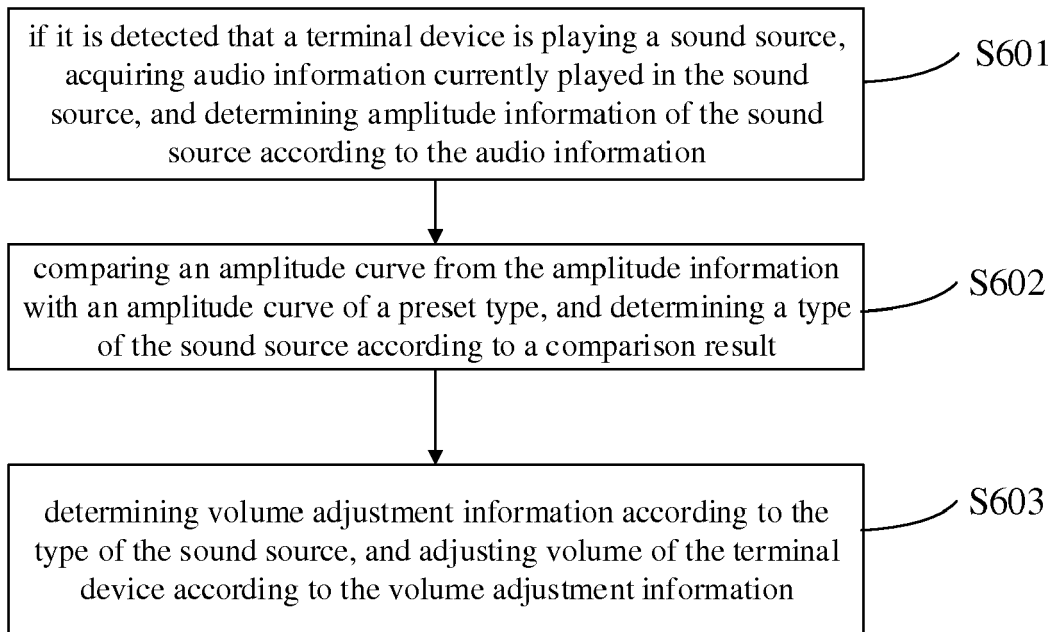 if it is detected that a terminal device is playing a sound source,
acquiring audio information currently played in the sound
source, and determining amplitude information of the sound
source according to the audio information
S601
comparing an amplitude curve from the amplitude information
with an amplitude curve of a preset type, and determining a type
of the sound source according to a comparison result
S602
determining volume adjustment information according to the
type of the sound source, and adjusting volume of the terminal
device according to the volume adjustment information
S603